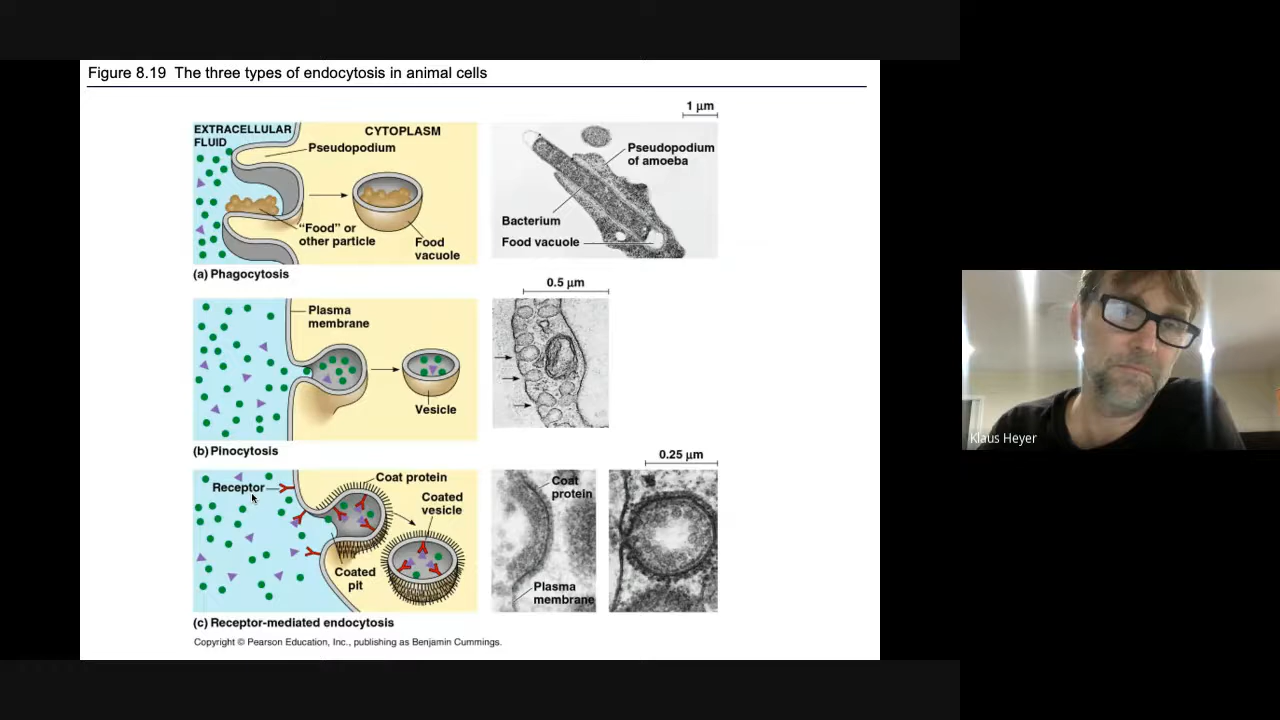 Figure 8.19 The three types of endocytosis in animal cells
1 μm
EXTRACELLULAR
FLUID
CYTOPLASM
Pseudopodium
"Food" or
other particle
Food
vacuole
Pseudopodium
of amoeba
Bacterium
Food vacuole
(a) Phagocytosis
0.5 μm
Plasma
membrane
Vesicle
(b) Pinocytosis
0.25 μm
Receptor
Coat protein
Coated
vesicle
Coated
pit
Coat
protein
Plasma
membrane
(c) Receptor-mediated endocytosis
Copyright © Pearson Education, Inc., publishing as Benjamin Cummings.
Klaus Heyer